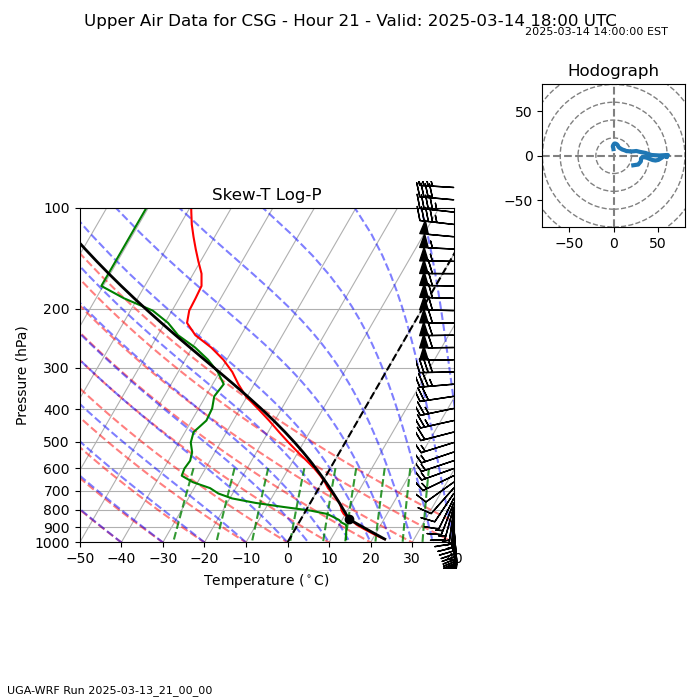 Upper Air Data for CSG - Hour 21 - Valid: 2025-03-14 18:00 UTC
2025-03-14 14:00:00 EST
Hodograph
50
0
−50
−50 0 50
Skew-T Log-P
100
200
300
400
500
600
700
800
900
1000
Pressure (hPa)
−50 −40 −30 −20 −10 0 10 20 30
Temperature (°C)
UGA-WRF Run 2025-03-13_21_00_00